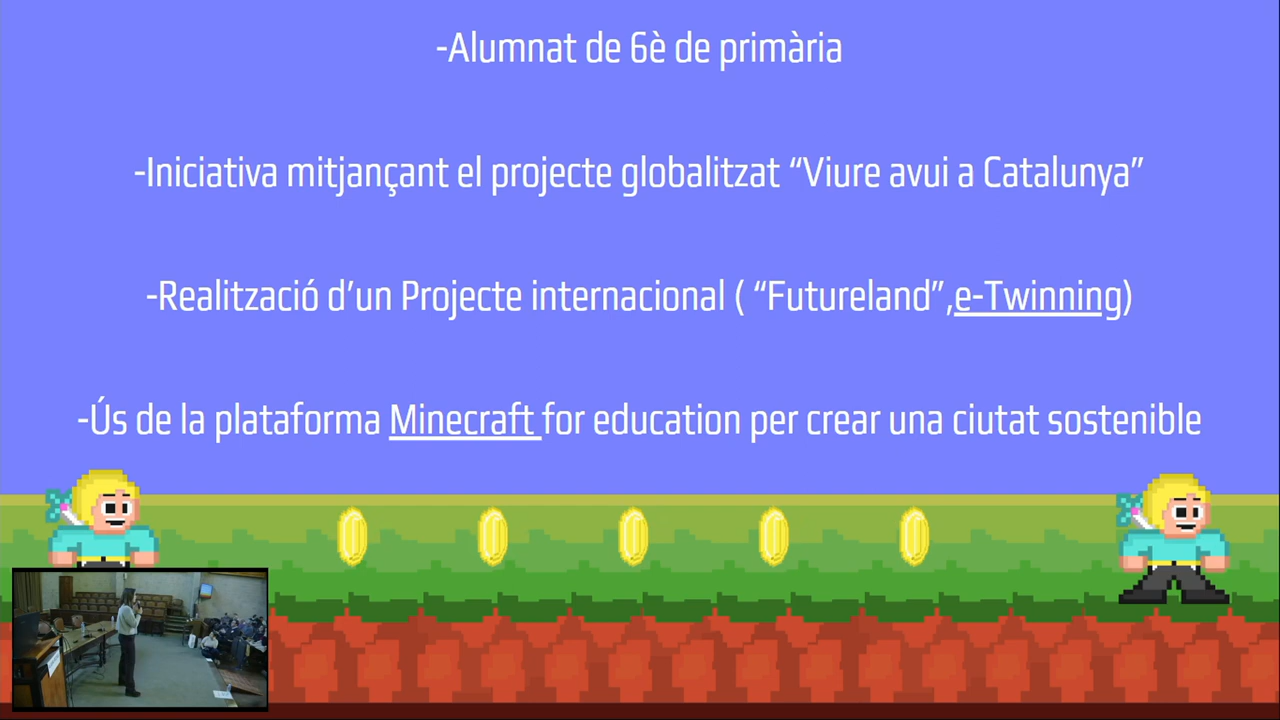 -Alumnat de 6è de primària
-Iniciativa mitjançant el projecte globalitzat “Viure avui a Catalunya”
-Realització d’un Projecte internacional ( “Futureland”,e-Twinning)
-Ús de la plataforma Minecraft for education per crear una ciutat sostenible